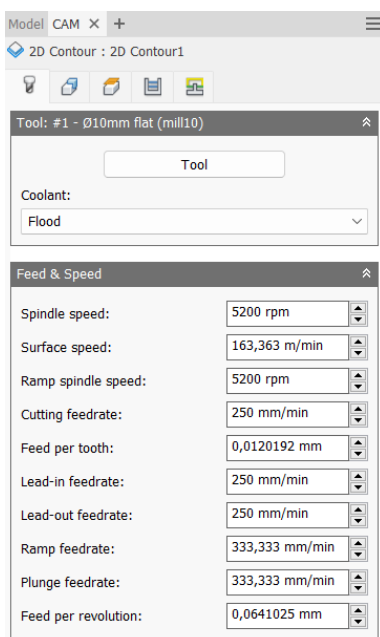 Model CAM × +
2D Contour : 2D Contour1
Tool: #1 - Ø10mm flat (mill10)
Tool
Coolant:
Flood
Feed & Speed
Spindle speed: 5200 rpm
Surface speed: 163,363 m/min
Ramp spindle speed: 5200 rpm
Cutting feedrate: 250 mm/min
Feed per tooth: 0,0120192 mm
Lead-in feedrate: 250 mm/min
Lead-out feedrate: 250 mm/min
Ramp feedrate: 333,333 mm/min
Plunge feedrate: 333,333 mm/min
Feed per revolution: 0,0641025 mm